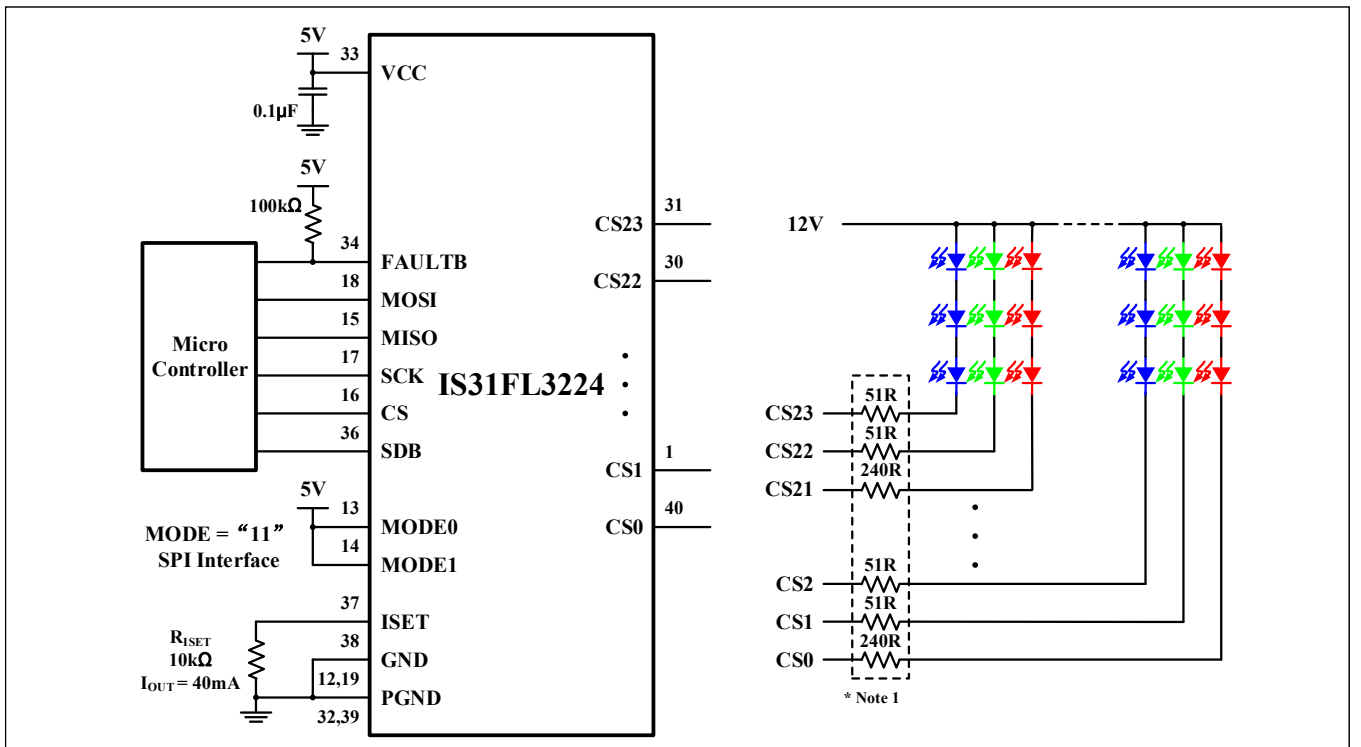 5V
33
VCC
0.1µF
5V
100kΩ
34
FAULTB
18
MOSI
15
MISO
17
SCK
16
CS
36
SDB
Micro
Controller
IS31FL3224
5V
13
MODE0
14
MODE1
MODE = “11”
SPI Interface
37
ISET
RISET
10kΩ
IOUT = 40mA
38
GND
12,19
PGND
32,39
31
CS23
30
CS22
1
CS1
40
CS0
12V
51R
CS23
51R
CS22
240R
CS21
51R
CS2
51R
CS1
240R
CS0
* Note 1